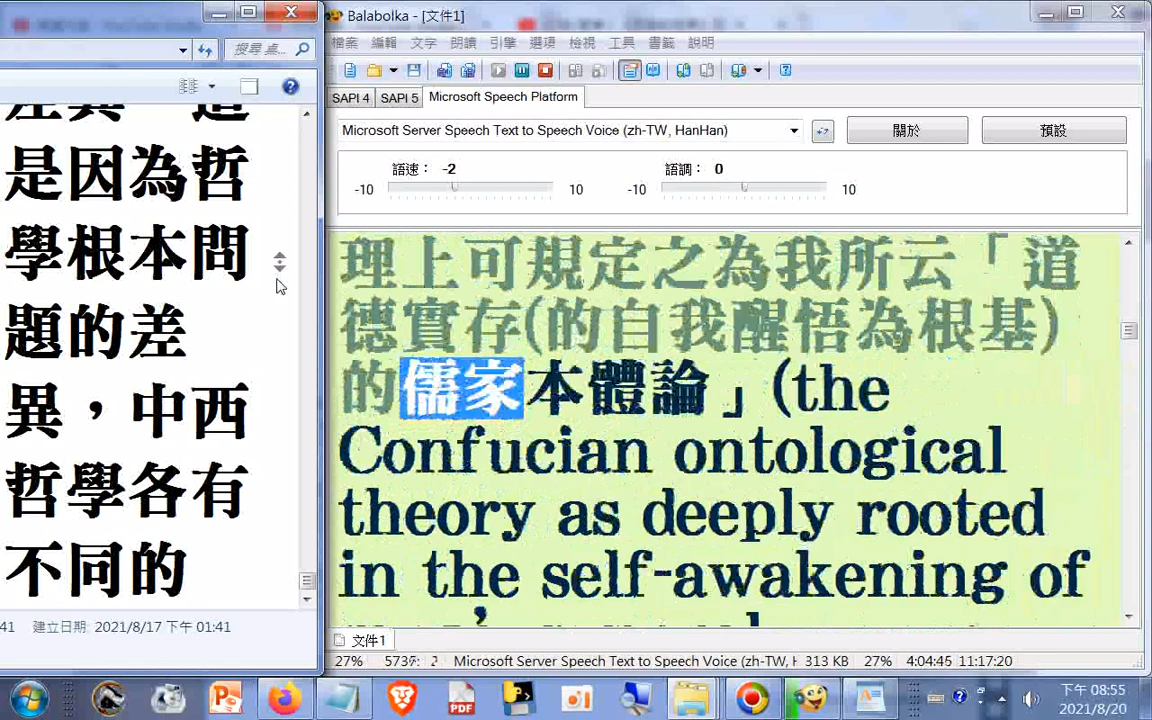 搜尋 桌...
是因為哲
學根本問
題的差
異，中西
哲學各有
不同的
41 建立日期: 2021/8/17 下午 01:41
Balabolka - [文件1]
檔案 編輯 文字 朗讀 引擎 選項 檢視 工具 書籤 說明
SAPI 4 SAPI 5 Microsoft Speech Platform
Microsoft Server Speech Text to Speech Voice (zh-TW, HanHan) 關於 預設
語速： -2 語調： 0
-10 10 -10 10
理上可規定之為我所云「道
德實存(的自我醒悟為根基)
的儒家本體論」(the
Confucian ontological
theory as deeply rooted
in the self-awakening of
文件1
27% Microsoft Server Speech Text to Speech Voice (zh-TW, 313 KB 27% 4:04:45 11:17:20
下午 08:55
2021/8/20